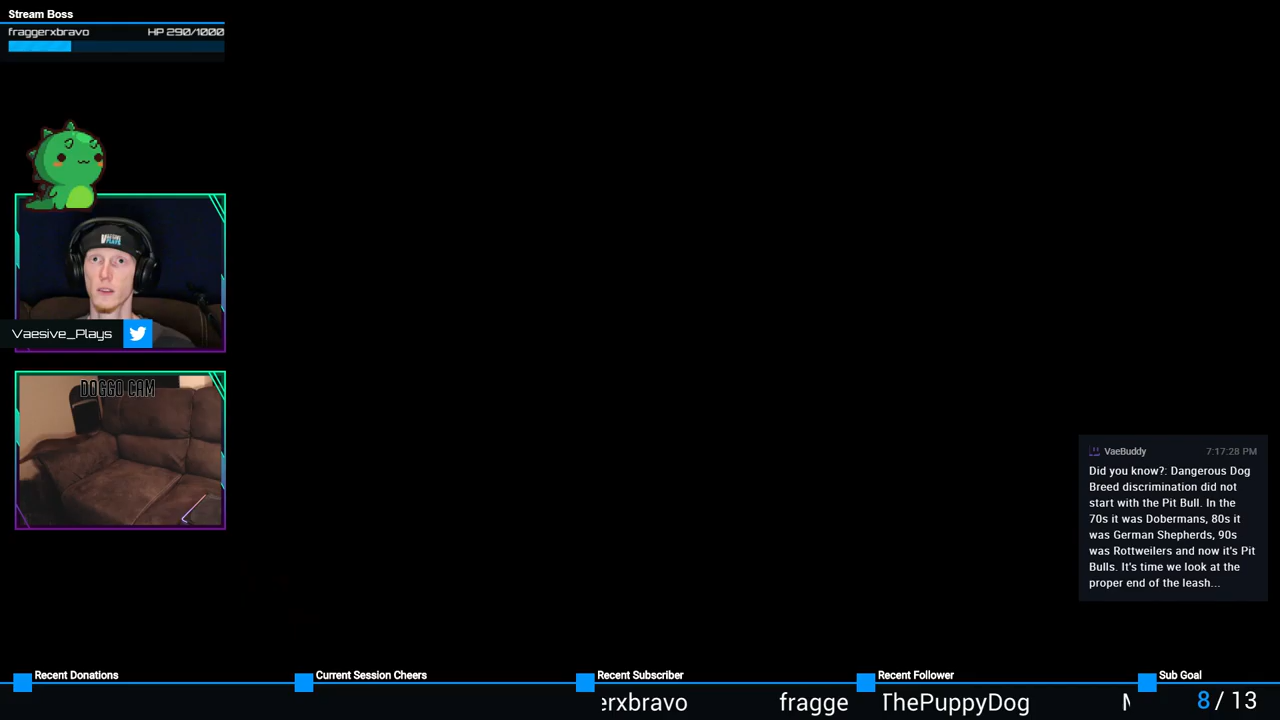 Stream Boss
fraggerxbravo HP 290/1000
VAESIVE
PLAYS
Vaesive_Plays
DOGGO CAM
VaeBuddy 7:17:28 PM
Did you know?: Dangerous Dog
Breed discrimination did not
start with the Pit Bull. In the
70s it was Dobermans, 80s it
was German Shepherds, 90s
was Rottweilers and now it's Pit
Bulls. It's time we look at the
proper end of the leash...
Recent Donations
Current Session Cheers
Recent Subscriber
erxbravo fragge
Recent Follower
ThePuppyDog
Sub Goal
8 / 13